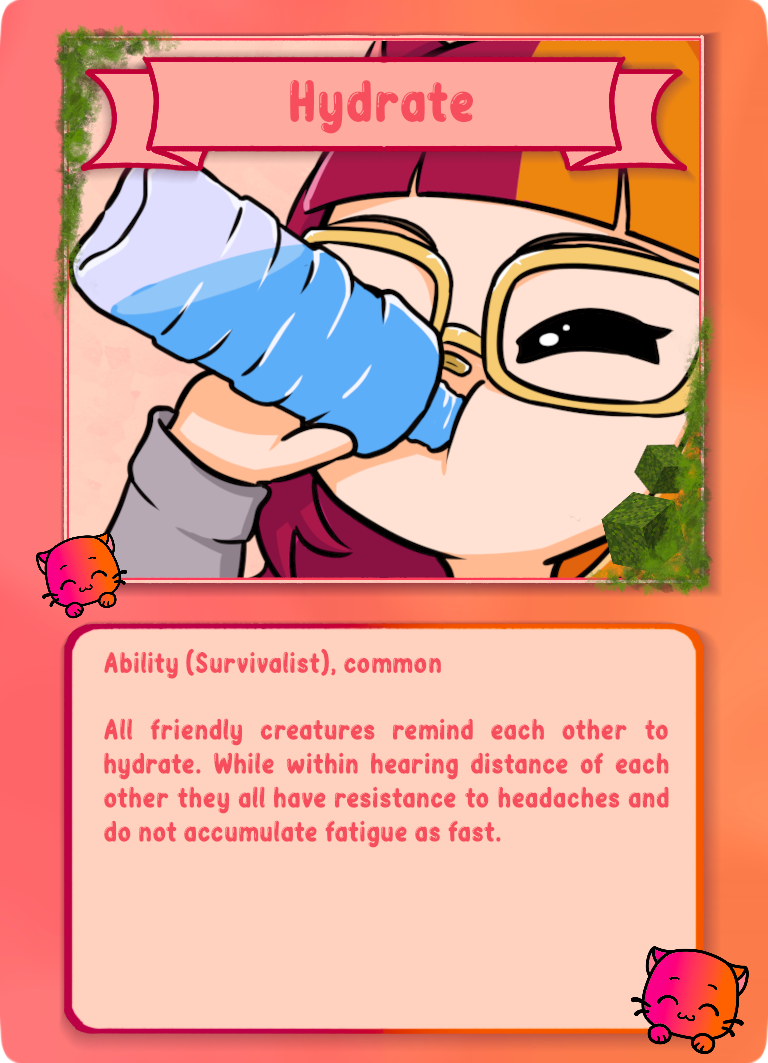 Hydrate
Ability (Survivalist), common
All friendly creatures remind each other to
hydrate. While within hearing distance of each
other they all have resistance to headaches and
do not accumulate fatigue as fast.